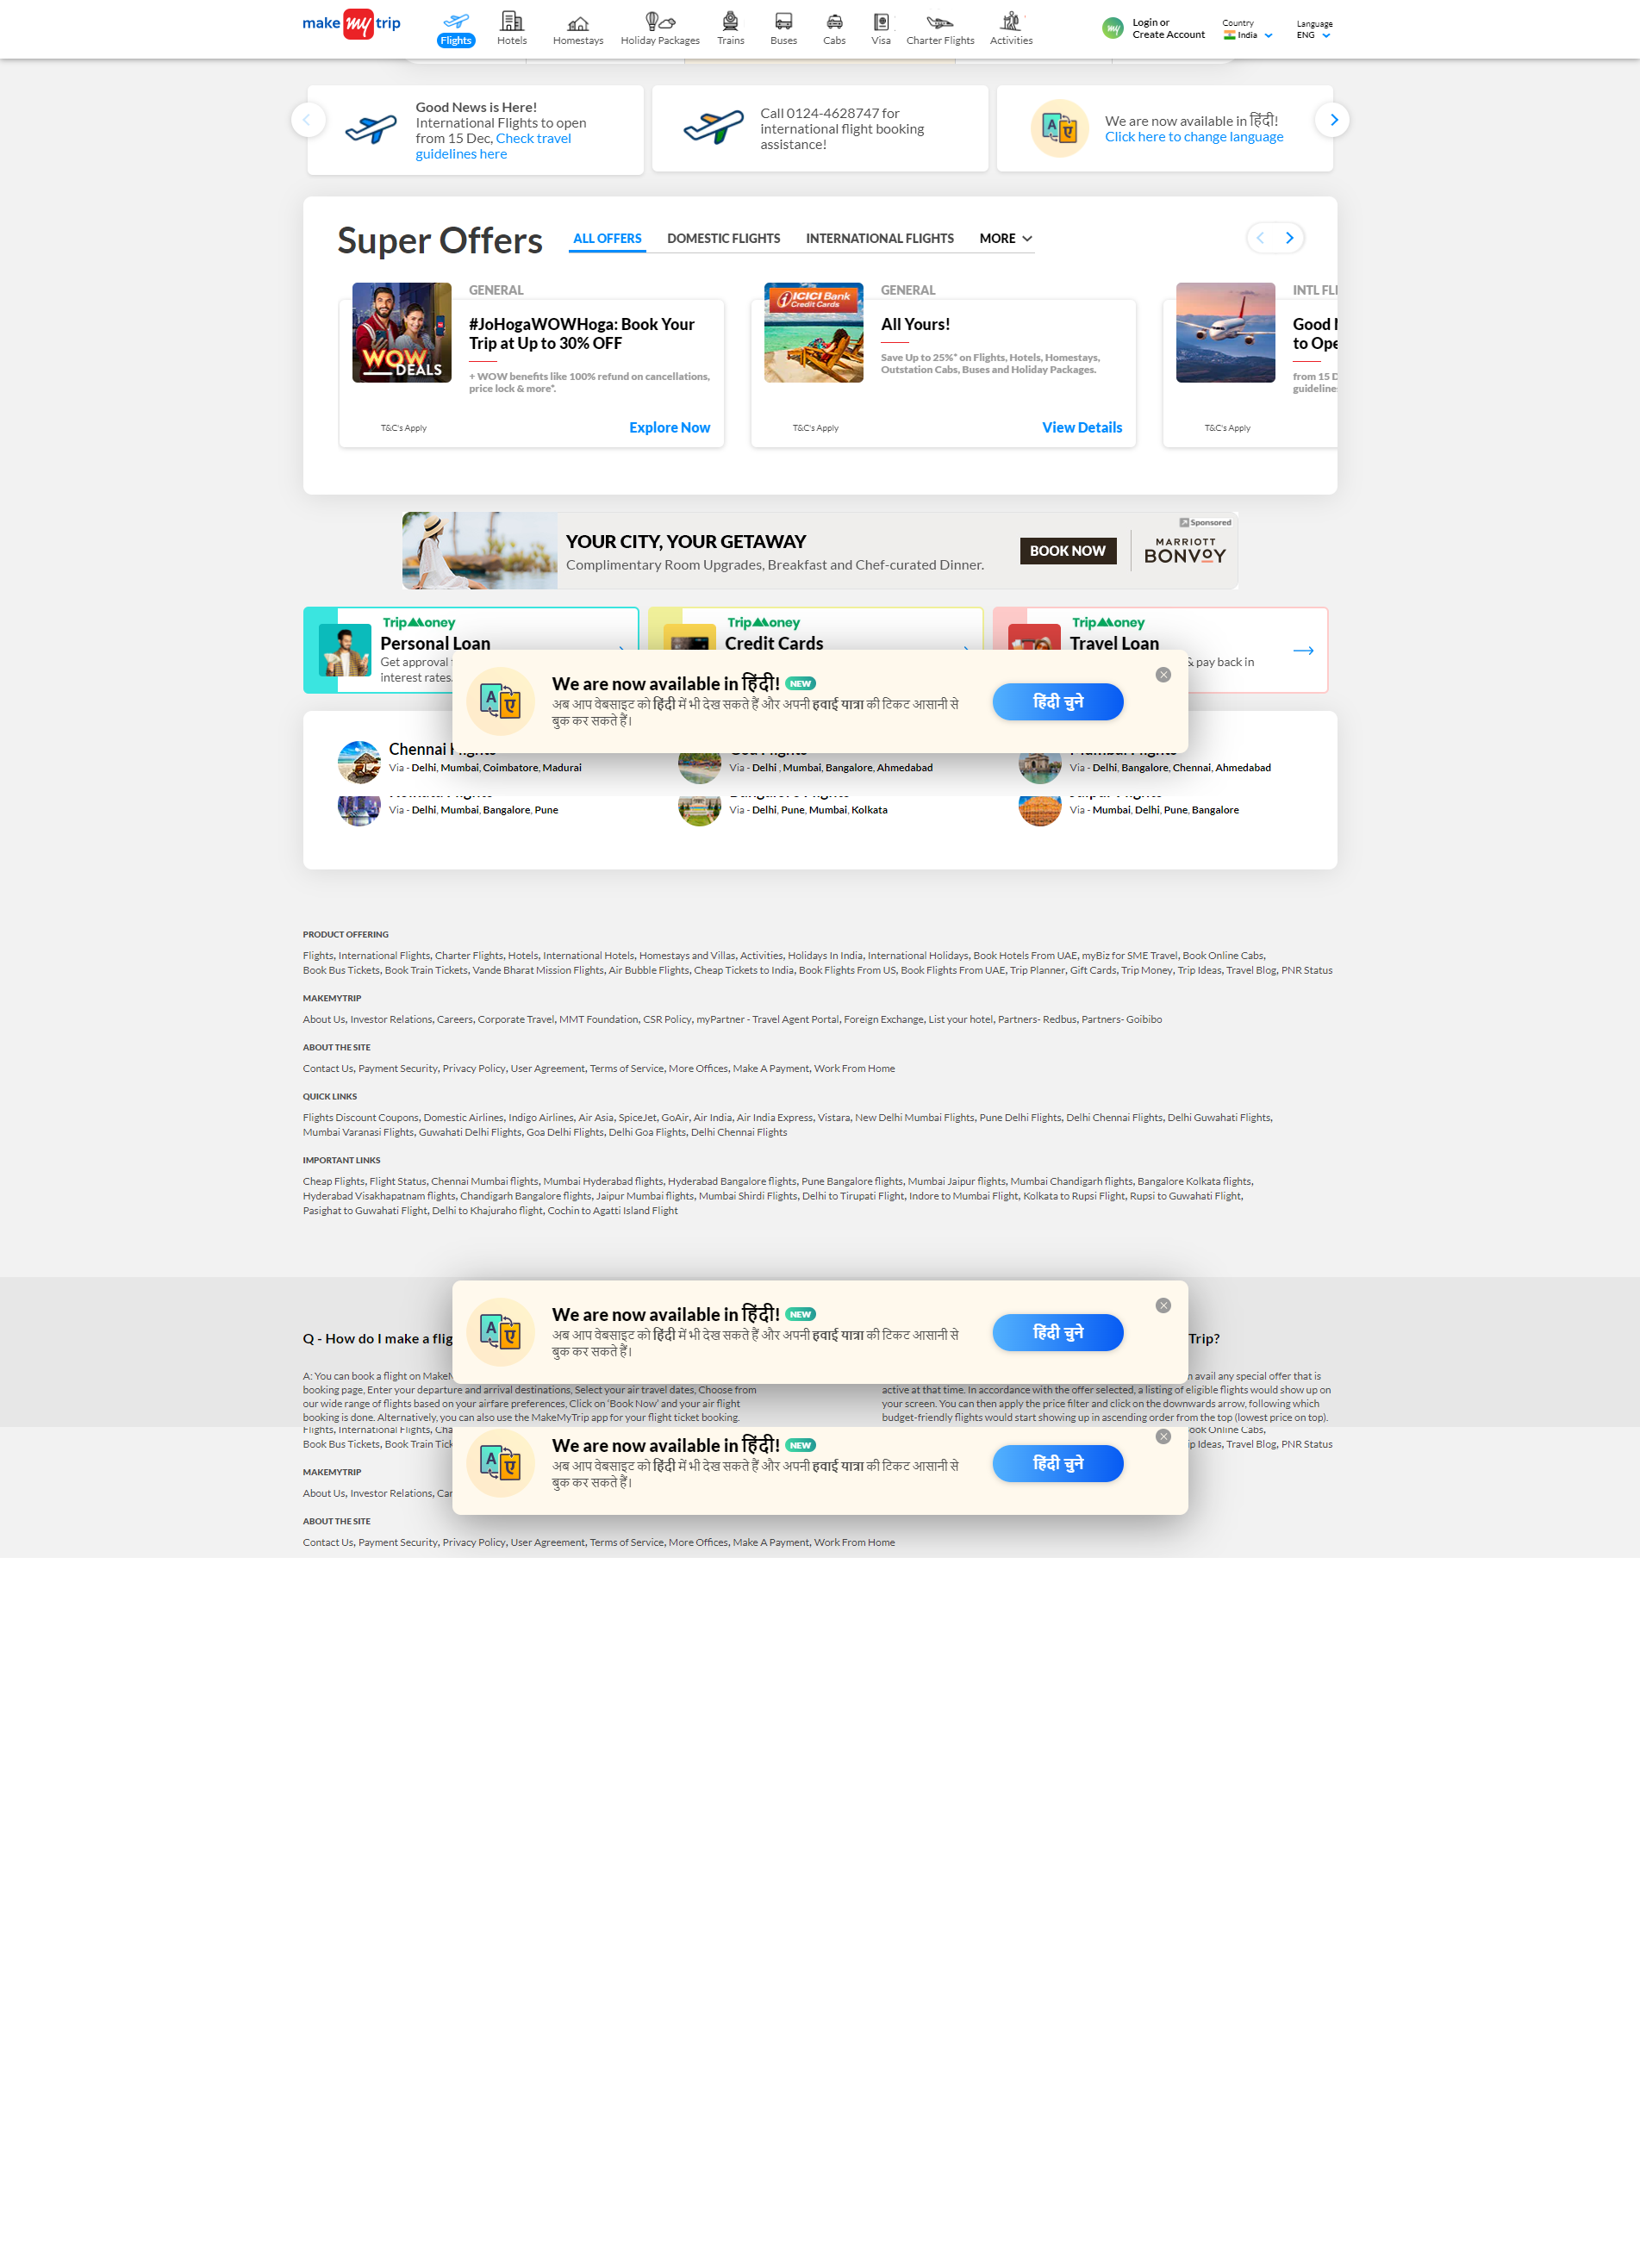 make my trip
Flights
Hotels
Homestays
Holiday Packages
Trains
Buses
Cabs
Visa
Charter Flights
Activities
my
Login or
Create Account
Country
India
Language
ENG
Good News is Here!
International Flights to open
from 15 Dec, Check travel
guidelines here
Call 0124-4628747 for
international flight booking
assistance!
We are now available in हिंदी!
Click here to change language
Super Offers
ALL OFFERS
DOMESTIC FLIGHTS
INTERNATIONAL FLIGHTS
MORE
GENERAL
WOW
DEALS
#JoHogaWOWHoga: Book Your
Trip at Up to 30% OFF
+ WOW benefits like 100% refund on cancellations,
price lock & more*.
T&C's Apply
Explore Now
GENERAL
ICICI Bank
Credit Cards
All Yours!
Save Up to 25%* on Flights, Hotels, Homestays,
Outstation Cabs, Buses and Holiday Packages.
T&C's Apply
View Details
INTL
Good
to
from 15
T&C's Apply
YOUR CITY, YOUR GETAWAY
Complimentary Room Upgrades, Breakfast and Chef-curated Dinner.
BOOK NOW
Sponsored
MARRIOTT
BONVOY
TripMoney
Personal Loan
Get approval
interest rates.
TripMoney
Credit Cards
TripMoney
Travel Loan
& pay back in
We are now available in हिंदी! NEW
अब आप वेबसाइट को हिंदी में भी देख सकते हैं और अपनी हवाई यात्रा की टिकट आसानी से
बुक कर सकते हैं।
हिंदी चुने
Chennai Flights
Via - Delhi, Mumbai, Coimbatore, Madurai
Via - Delhi , Mumbai, Bangalore, Ahmedabad
Via - Delhi, Bangalore, Chennai, Ahmedabad
Via - Delhi, Mumbai, Bangalore, Pune
Via - Delhi, Pune, Mumbai, Kolkata
Via - Mumbai, Delhi, Pune, Bangalore
PRODUCT OFFERING
Flights, International Flights, Charter Flights, Hotels, International Hotels, Homestays and Villas, Activities, Holidays In India, International Holidays, Book Hotels From UAE, myBiz for SME Travel, Book Online Cabs,
Book Bus Tickets, Book Train Tickets, Vande Bharat Mission Flights, Air Bubble Flights, Cheap Tickets to India, Book Flights From US, Book Flights From UAE, Trip Planner, Gift Cards, Trip Money, Trip Ideas, Travel Blog, PNR Status
MAKEMYTRIP
About Us, Investor Relations, Careers, Corporate Travel, MMT Foundation, CSR Policy, myPartner - Travel Agent Portal, Foreign Exchange, List your hotel, Partners- Redbus, Partners- Goibibo
ABOUT THE SITE
Contact Us, Payment Security, Privacy Policy, User Agreement, Terms of Service, More Offices, Make A Payment, Work From Home
QUICK LINKS
Flights Discount Coupons, Domestic Airlines, Indigo Airlines, Air Asia, SpiceJet, GoAir, Air India, Air India Express, Vistara, New Delhi Mumbai Flights, Pune Delhi Flights, Delhi Chennai Flights, Delhi Guwahati Flights,
Mumbai Varanasi Flights, Guwahati Delhi Flights, Goa Delhi Flights, Delhi Goa Flights, Delhi Chennai Flights
IMPORTANT LINKS
Cheap Flights, Flight Status, Chennai Mumbai flights, Mumbai Hyderabad flights, Hyderabad Bangalore flights, Pune Bangalore flights, Mumbai Jaipur flights, Mumbai Chandigarh flights, Bangalore Kolkata flights,
Hyderabad Visakhapatnam flights, Chandigarh Bangalore flights, Jaipur Mumbai flights, Mumbai Shirdi Flights, Delhi to Tirupati Flight, Indore to Mumbai Flight, Kolkata to Rupsi Flight, Rupsi to Guwahati Flight,
Pasighat to Guwahati Flight, Delhi to Khajuraho flight, Cochin to Agatti Island Flight
We are now available in हिंदी! NEW
अब आप वेबसाइट को हिंदी में भी देख सकते हैं और अपनी हवाई यात्रा की टिकट आसानी से
बुक कर सकते हैं।
हिंदी चुने
Q - How do I make a
Trip?
A: You can book a flight on
booking page, Enter your departure and arrival destinations, Select your air travel dates, Choose from
our wide range of flights based on your airfare preferences, Click on 'Book Now' and your air flight
booking is done. Alternatively, you can also use the MakeMyTrip app for your flight ticket booking.
avail any special offer that is
active at that time. In accordance with the offer selected, a listing of eligible flights would show up on
your screen. You can then apply the price filter and click on the downwards arrow, following which
budget-friendly flights would start showing up in ascending order from the top (lowest price on top).
Flights, International Flights,
Book Online Cabs,
Book Bus Tickets, Book Train
Ideas, Travel Blog, PNR Status
We are now available in हिंदी! NEW
अब आप वेबसाइट को हिंदी में भी देख सकते हैं और अपनी हवाई यात्रा की टिकट आसानी से
बुक कर सकते हैं।
हिंदी चुने
MAKEMYTRIP
About Us, Investor Relations,
ABOUT THE SITE
Contact Us, Payment Security, Privacy Policy, User Agreement, Terms of Service, More Offices, Make A Payment, Work From Home